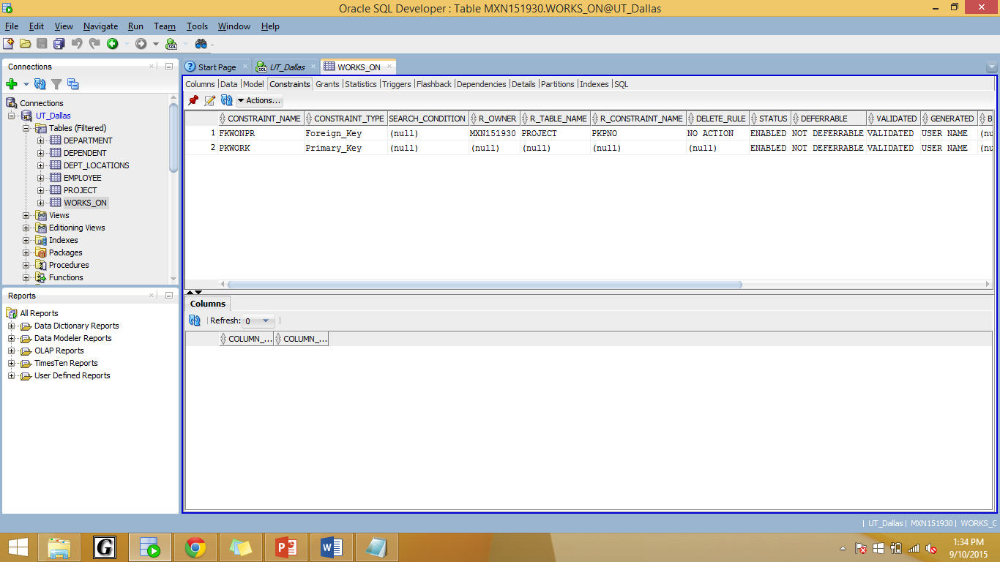 Oracle SQL Developer : Table MXN151930.WORKS_ON@UT_Dallas
File Edit View Navigate Run Team Tools Window Help
Connections
Connections
UT_Dallas
Tables (Filtered)
DEPARTMENT
DEPENDENT
DEPT_LOCATIONS
EMPLOYEE
PROJECT
WORKS_ON
Views
Editioning Views
Indexes
Packages
Procedures
Functions
Reports
All Reports
Data Dictionary Reports
Data Modeler Reports
OLAP Reports
TimesTen Reports
User Defined Reports
Start Page UT_Dallas WORKS_ON
Columns Data Model Constraints Grants Statistics Triggers Flashback Dependencies Details Partitions Indexes SQL
Actions...
CONSTRAINT_NAME CONSTRAINT_TYPE SEARCH_CONDITION R_OWNER R_TABLE_NAME R_CONSTRAINT_NAME DELETE_RULE STATUS DEFERRABLE VALIDATED GENERATED B
1 FKWONPR Foreign_Key (null) MXN151930 PROJECT PKPNO NO ACTION ENABLED NOT DEFERRABLE VALIDATED USER NAME (nu
2 PKWORK Primary_Key (null) (null) (null) (null) (null) ENABLED NOT DEFERRABLE VALIDATED USER NAME (nu
Columns
Refresh: 0
COLUMN_... COLUMN_...
UT_Dallas | MXN151930 | WORKS_C
G
P
W
1:34 PM
9/10/2015